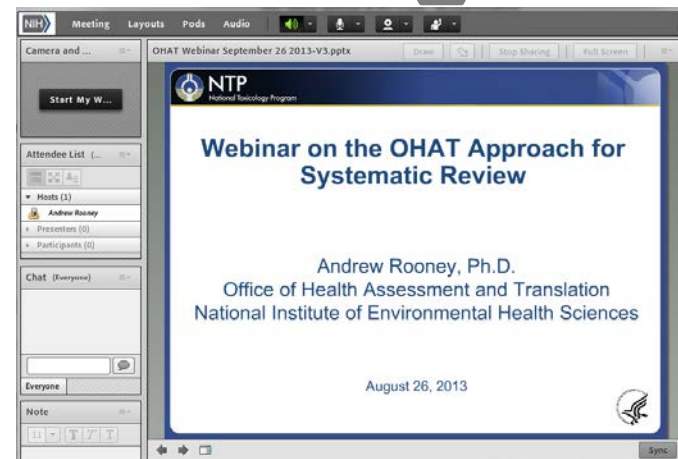 NIH Meeting Layouts Pods Audio
Camera and ...
OHAT Webinar September 26 2013-V3.pptx
Draw
Stop Sharing
Full Screen
Start My W...
Attendee List (...
Hosts (1)
Andrew Rooney
Presenters (0)
Participants (0)
Chat (Everyone)
Everyone
Note
11 T T T
NTP
National Toxicology Program
Webinar on the OHAT Approach for
Systematic Review
Andrew Rooney, Ph.D.
Office of Health Assessment and Translation
National Institute of Environmental Health Sciences
August 26, 2013
Sync